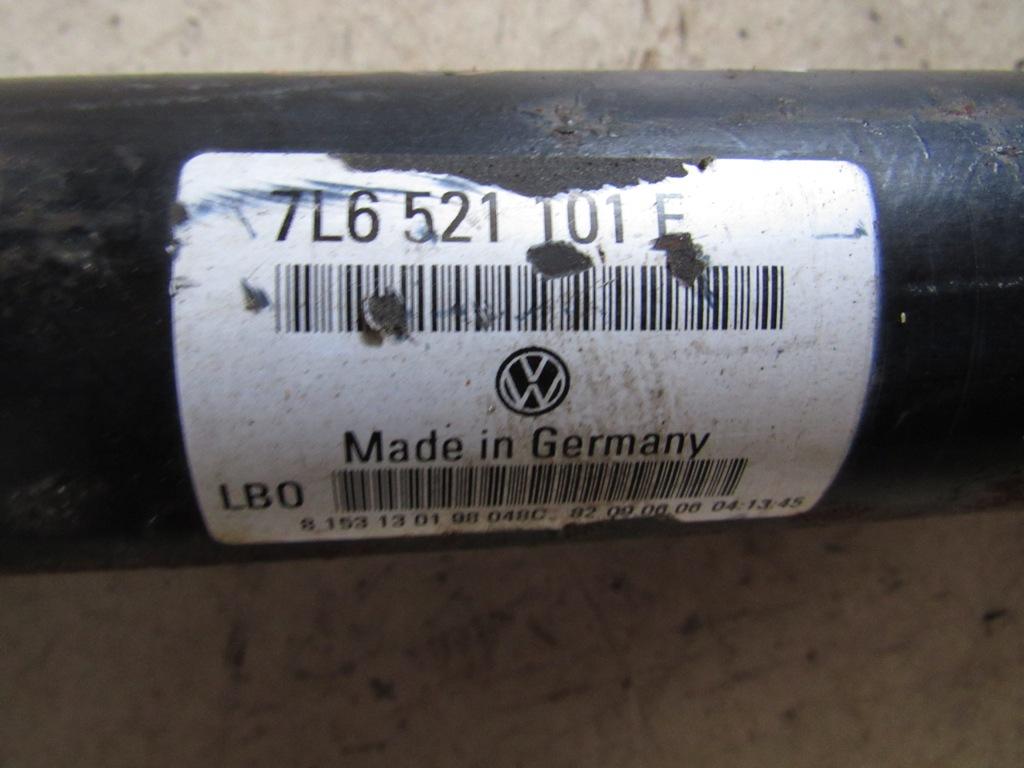 7L6 521 101 E
Made in Germany
LBO
8 153 13 01 98 048C 82 09.06.06 04:13:45